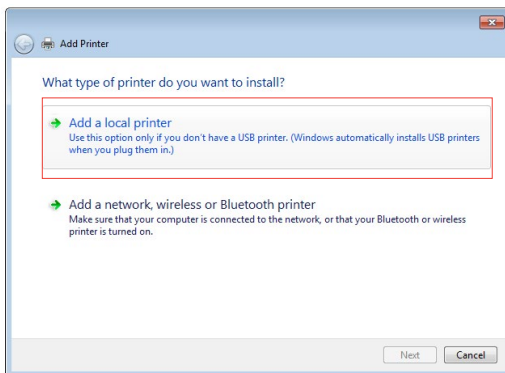 Add Printer
What type of printer do you want to install?
Add a local printer
Use this option only if you don't have a USB printer. (Windows automatically installs USB printers
when you plug them in.)
Add a network, wireless or Bluetooth printer
Make sure that your computer is connected to the network, or that your Bluetooth or wireless
printer is turned on.
Next Cancel